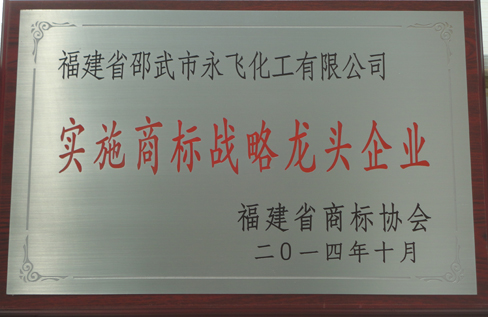 福建省邵武市永飞化工有限公司
实施商标战略龙头企业
福建省商标协会
二〇一四年十月